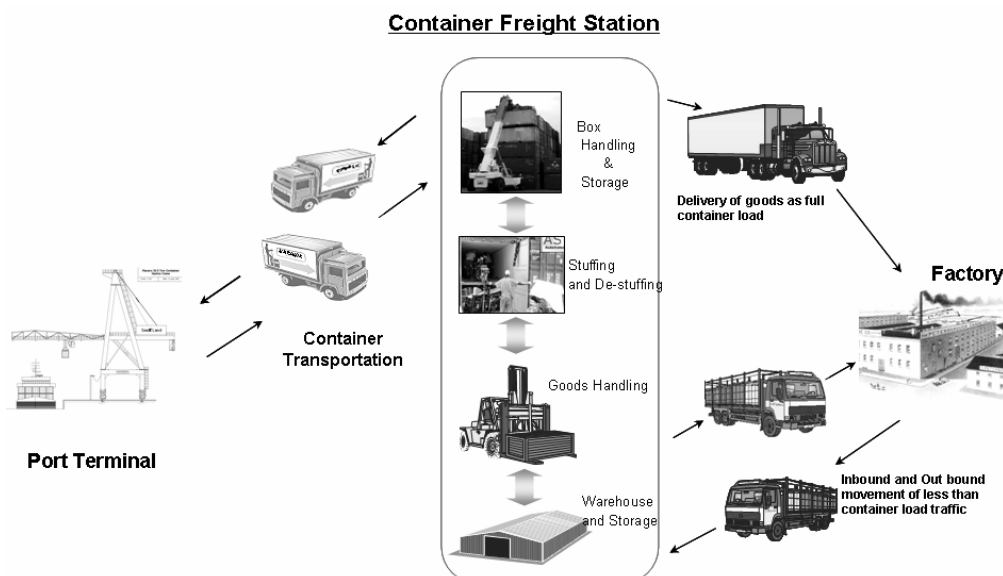 Container Freight Station
Box
Handling
&
Storage
Delivery of goods as full
container load
Stuffing
and De-stuffing
Factory
Container
Transportation
Goods Handling
Port Terminal
Inbound and Out bound
movement of less than
container load traffic
Warehouse
and Storage